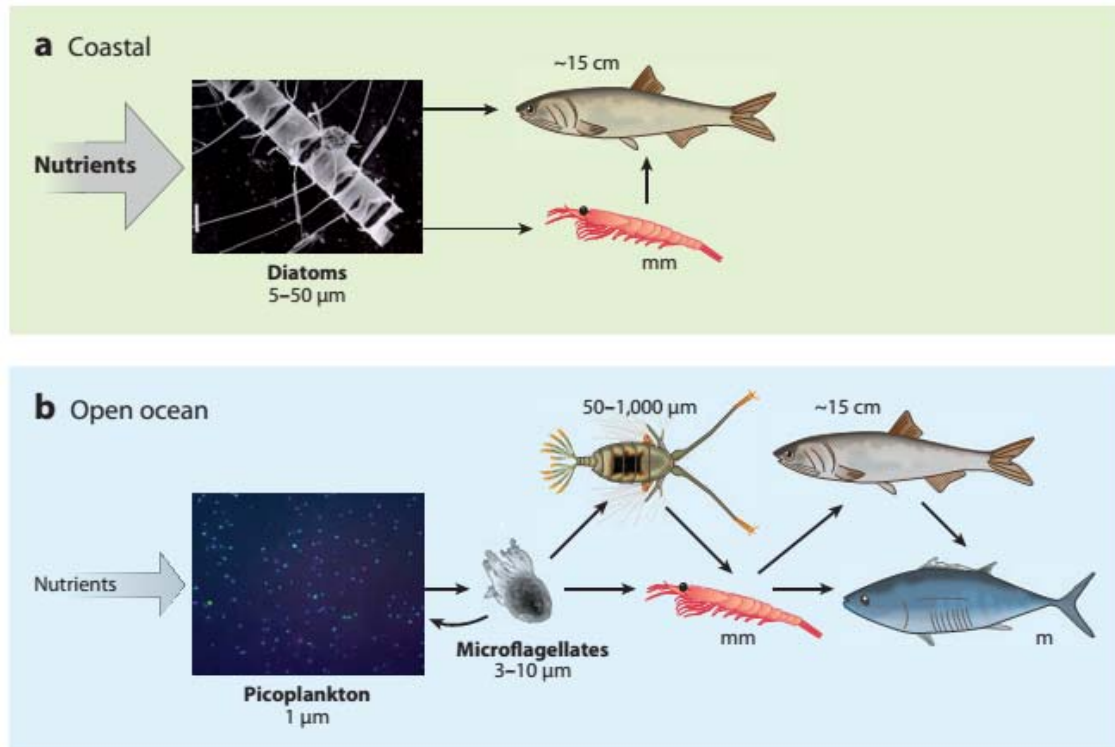 a Coastal
~15 cm
Nutrients
mm
Diatoms
5–50 μm
b Open ocean
50–1,000 μm
~15 cm
Nutrients
mm
m
Microflagellates
3–10 μm
Picoplankton
1 μm